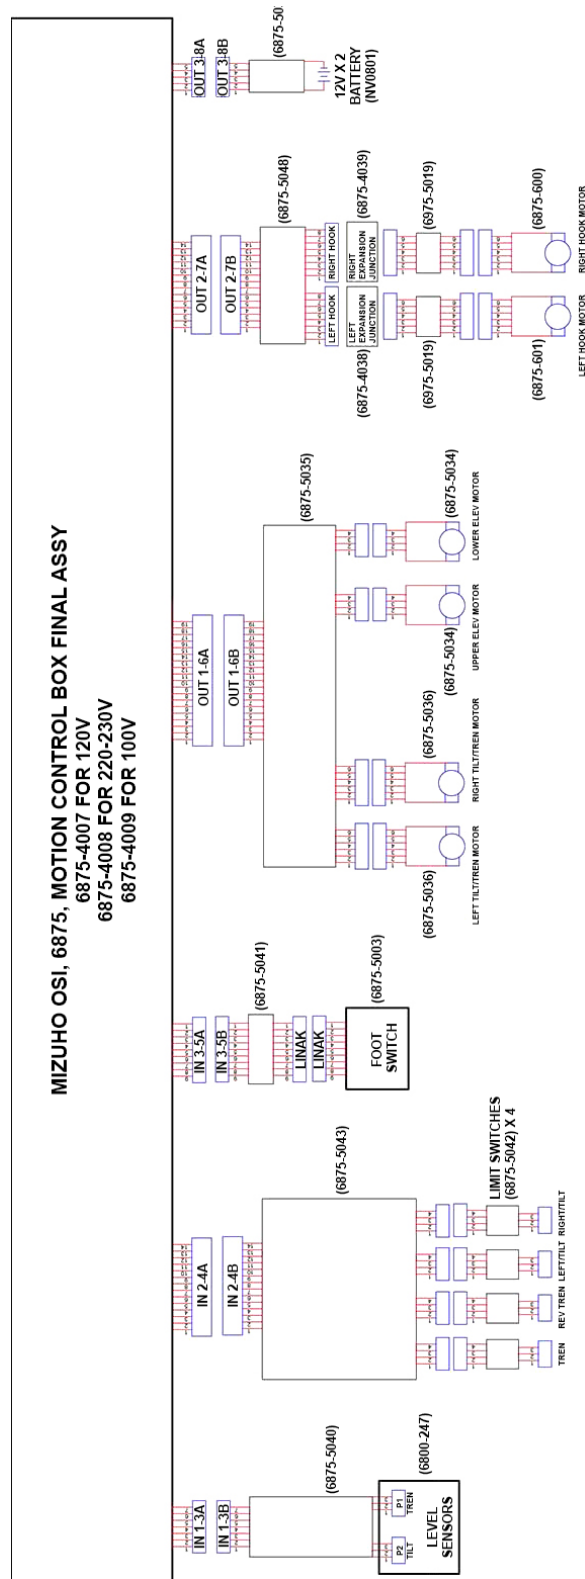 MIZUHO OSI, 6875, MOTION CONTROL BOX FINAL ASSY
6875-4007 FOR 120V
6875-4008 FOR 220-230V
6875-4009 FOR 100V
IN 1-3A
IN 1-3B
(6875-5040)
P2
TILT
P1
TREN
LEVEL
SENSORS
(6800-247)
IN 2-4A
IN 2-4B
(6875-5043)
LIMIT SWITCHES
(6875-5042) X 4
TREN
REV TREN
LEFT/TILT
RIGHT/TILT
IN 3-5A
IN 3-5B
(6875-5041)
LINAK
LINAK
FOOT
SWITCH
(6875-5003)
OUT 1-6A
OUT 1-6B
(6875-5035)
(6875-5036)
LEFT TILT/TREN MOTOR
(6875-5036)
RIGHT TILT/TREN MOTOR
(6875-5034)
UPPER ELEV MOTOR
(6875-5034)
LOWER ELEV MOTOR
OUT 2-7A
OUT 2-7B
(6875-5048)
LEFT HOOK
RIGHT HOOK
(6875-4038)
LEFT
EXPANSION
JUNCTION
RIGHT
EXPANSION
JUNCTION
(6875-4039)
(6975-5019)
(6975-5019)
(6875-601)
LEFT HOOK MOTOR
(6875-600)
RIGHT HOOK MOTOR
OUT 3-8A
OUT 3-8B
12V X 2
BATTERY
(NV0801)